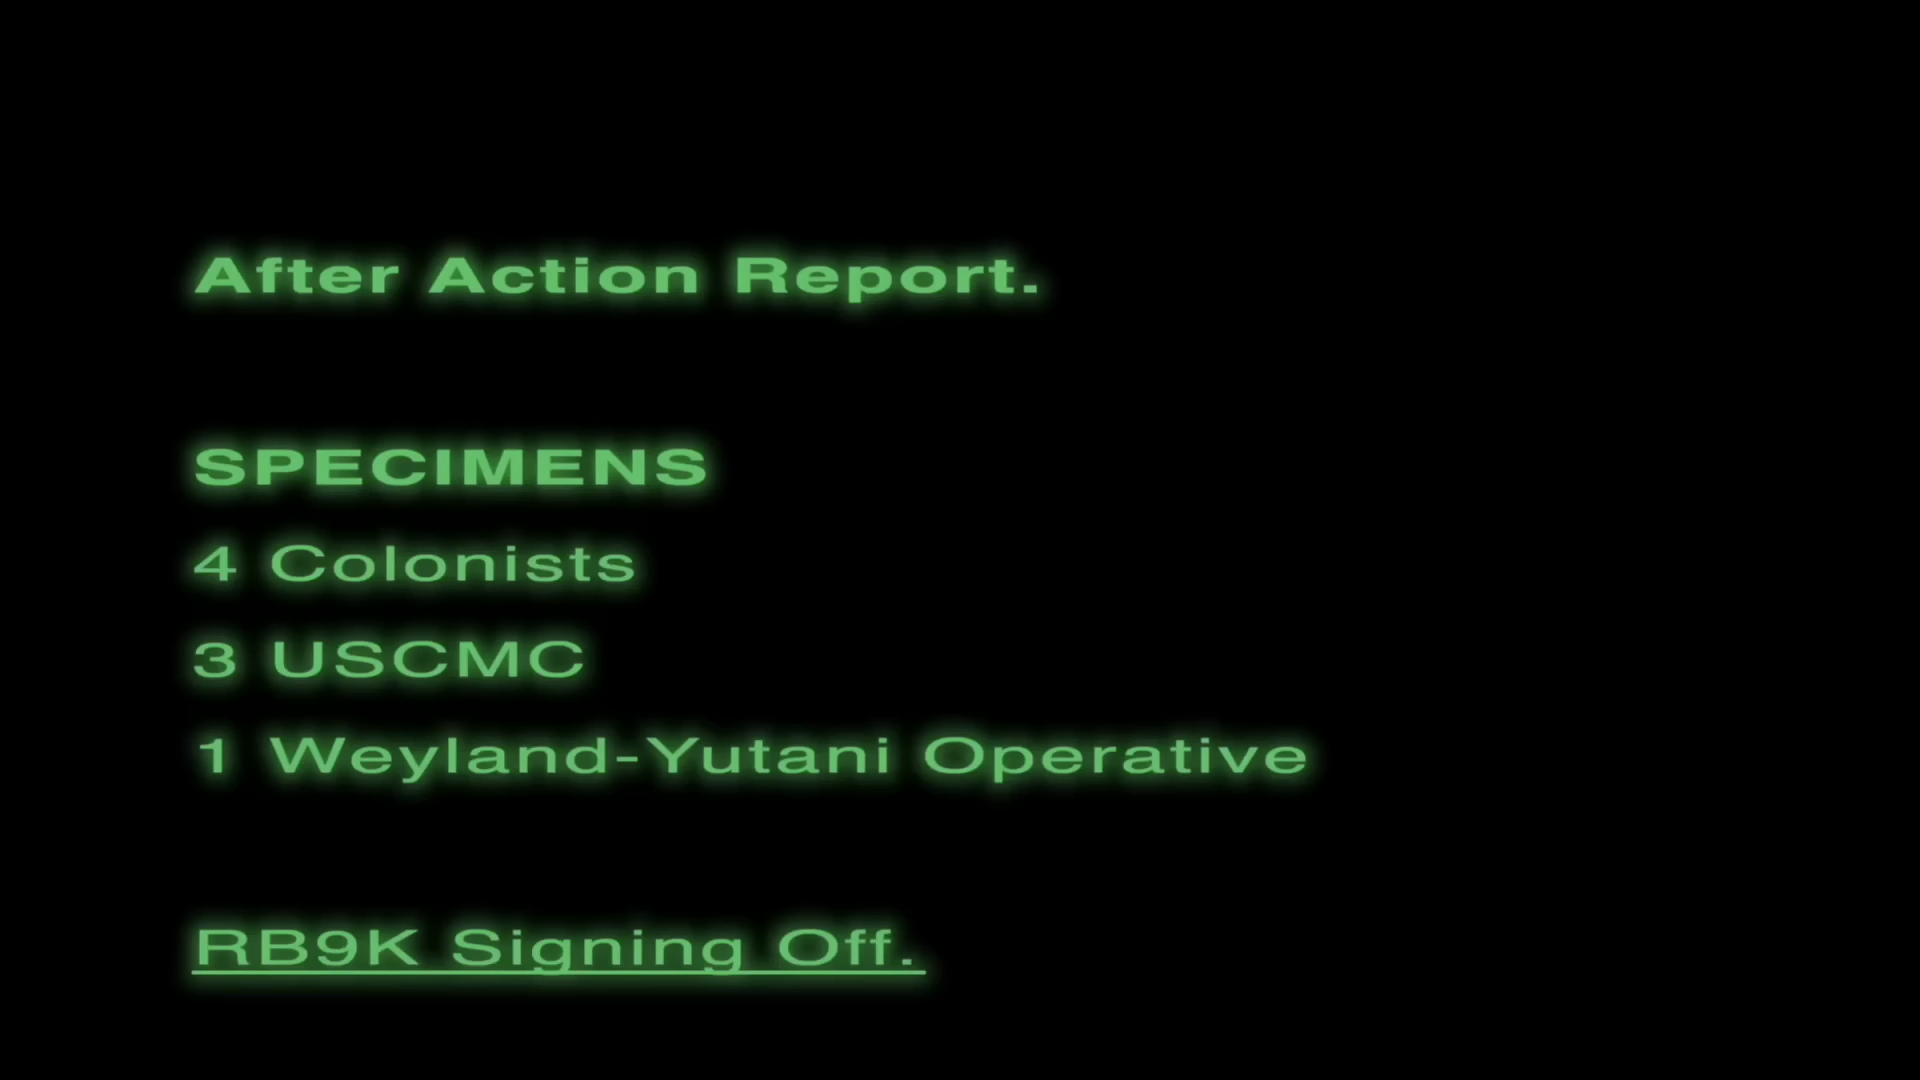 After Action Report.
SPECIMENS
4 Colonists
3 USCMC
1 Weyland-Yutani Operative
RB9K Signing Off.